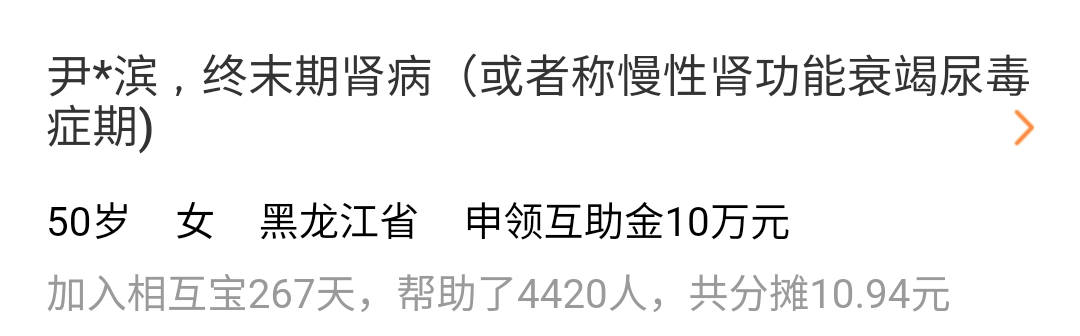 尹*滨，终末期肾病（或者称慢性肾功能衰竭尿毒
症期)
50岁 女 黑龙江省 申领互助金10万元
加入相互宝267天，帮助了4420人，共分摊10.94元